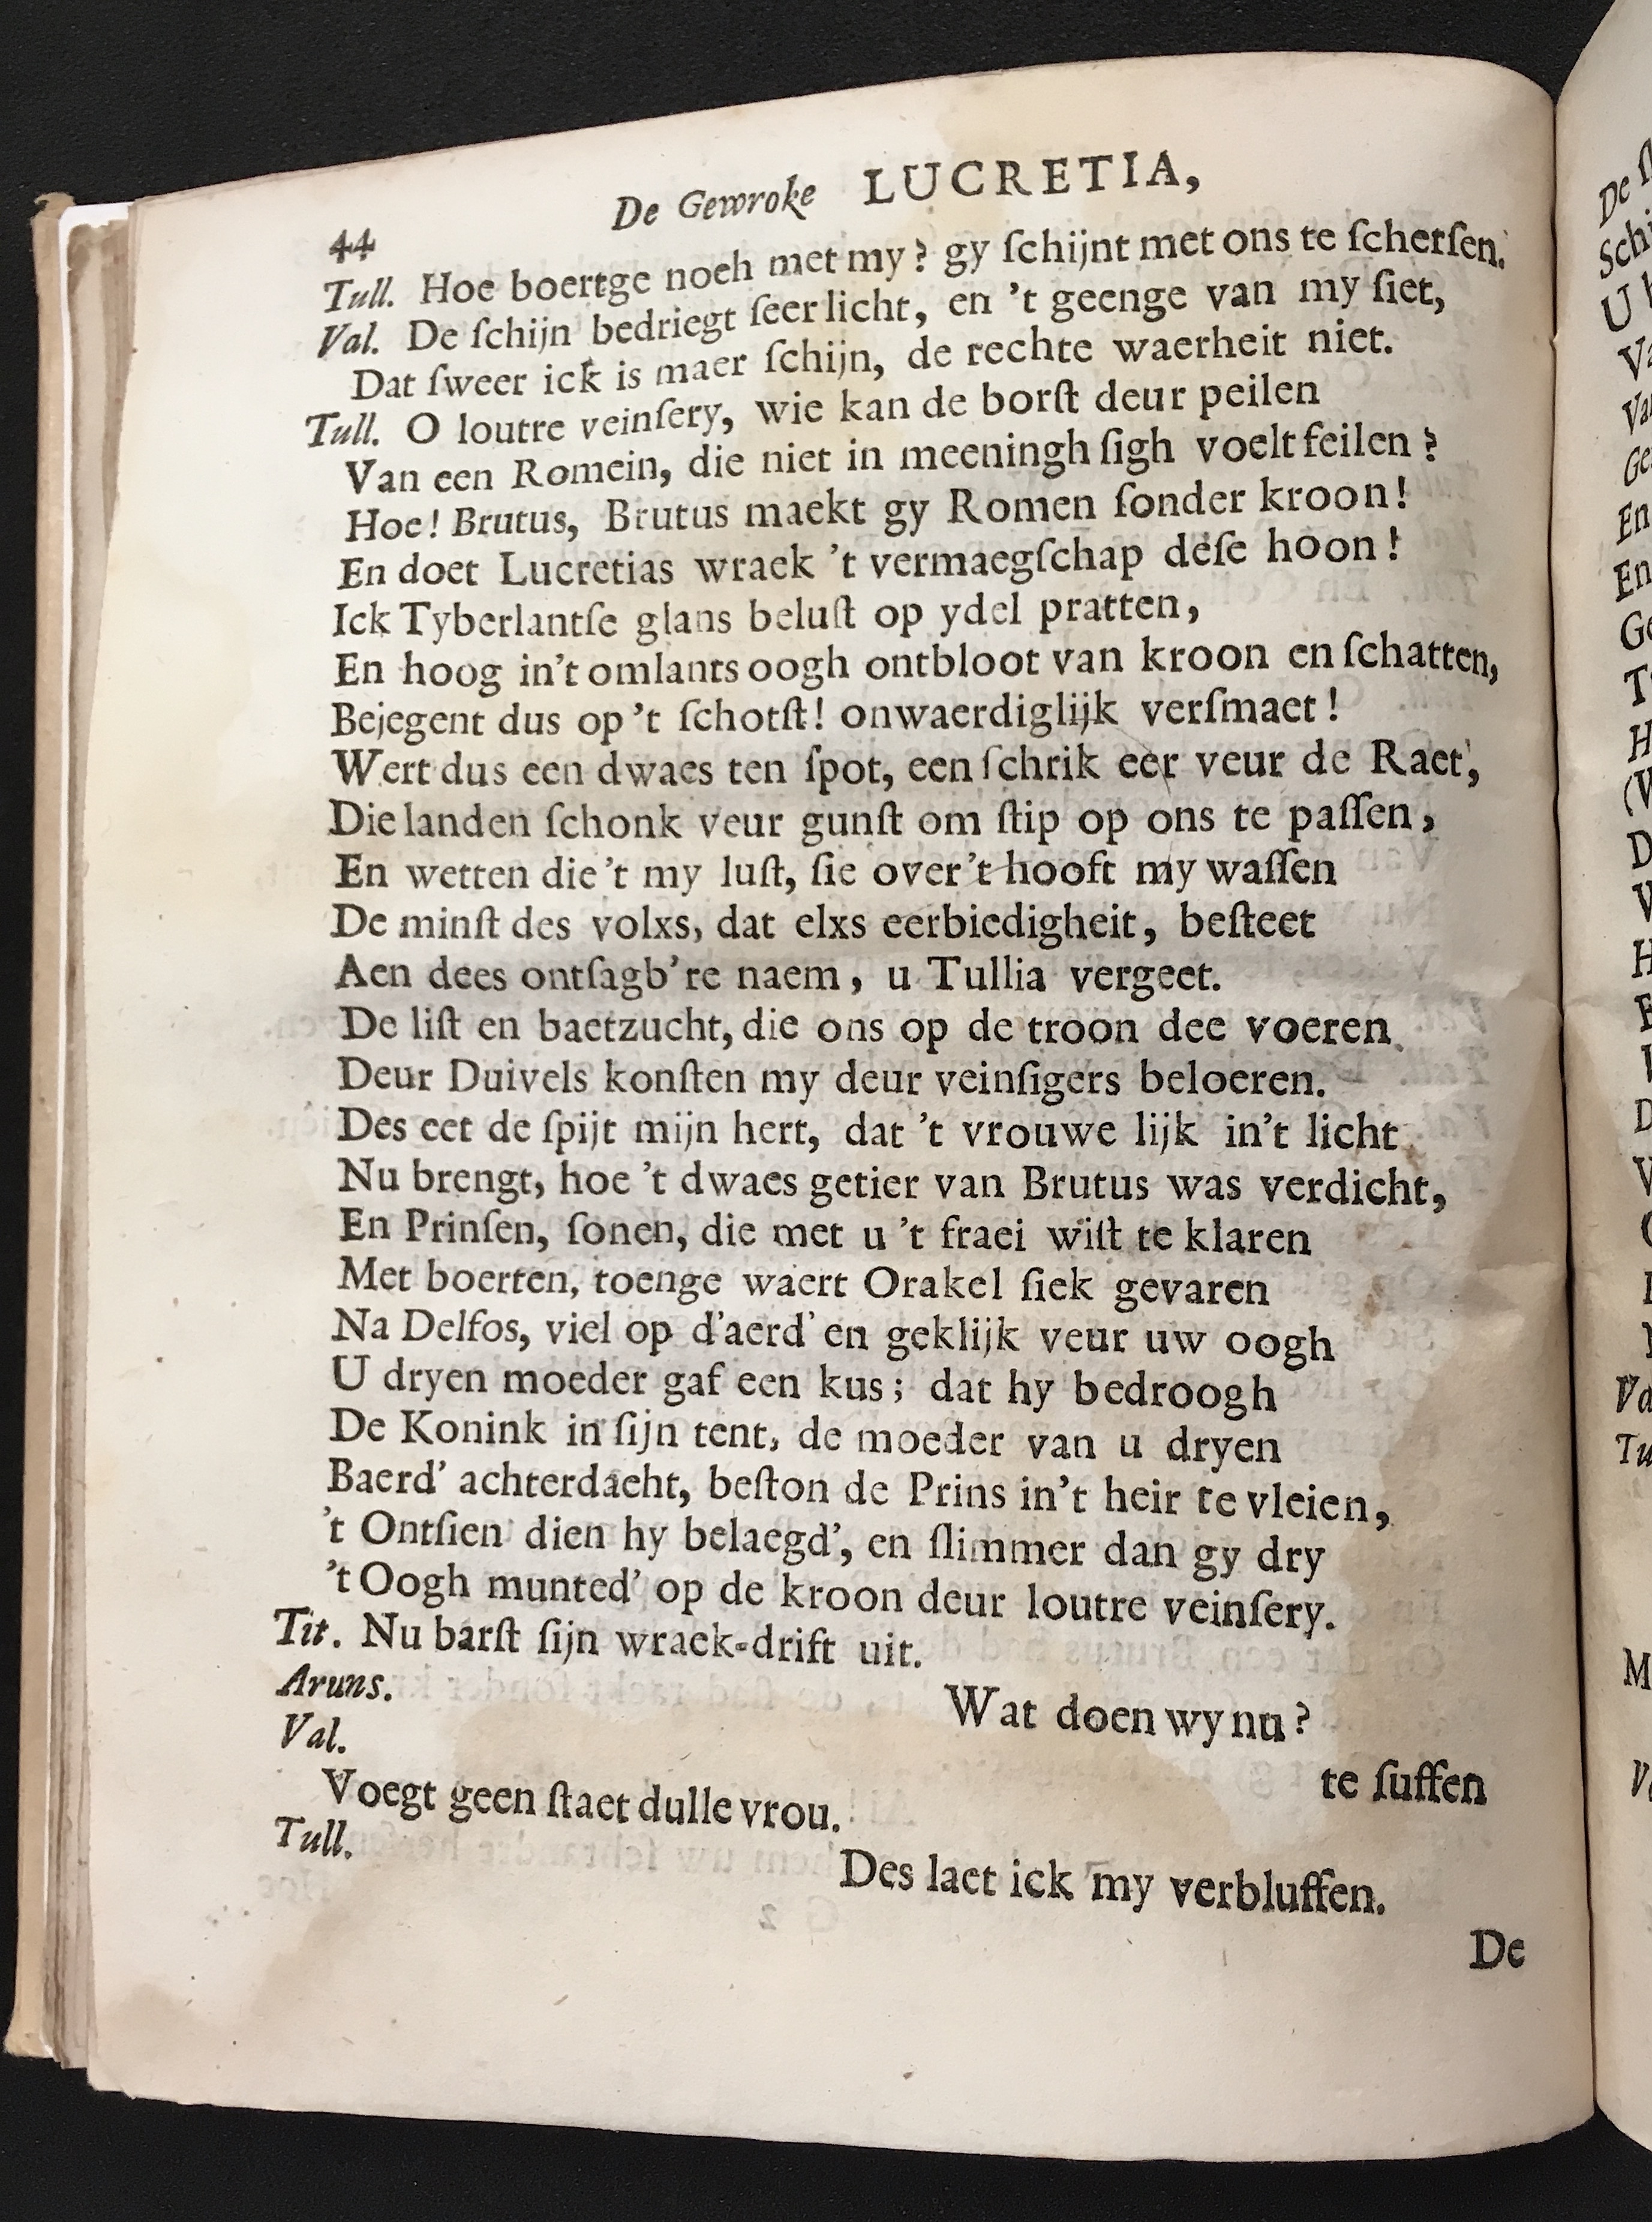 44 De Gewroke LUCRETIA,
Tull. Hoe boertge noch met my? gy ſchijnt met ons te ſcherſen.
Val. De ſchijn bedriegt ſeer licht, en 't geenge van my ſiet,
Dat ſweer ick is maer ſchijn, de rechte waerheit niet.
Tull. O loutre veinſery, wie kan de borſt deur peilen
Van een Romein, die niet in meeningh ſigh voelt feilen?
Hoe! Brutus, Brutus maekt gy Romen ſonder kroon!
En doet Lucretias wraek 't vermaegſchap deſe hoon!
Ick Tyberlantſe glans beluſt op ydel pratten,
En hoog in't omlants oogh ontbloot van kroon en ſchatten,
Bejegent dus op 't ſchotſt! onwaerdiglijk verſmaet!
Wert dus een dwaes ten ſpot, een ſchrik eer veur de Raet,
Die landen ſchonk veur gunſt om ſtip op ons te paſſen,
En wetten die 't my luſt, ſie over 't hooft my waſſen
De minſt des volxs, dat elxs eerbiedigheit, beſteet
Aen dees ontſagb're naem, u Tullia vergeet.
De liſt en baetzucht, die ons op de troon dee voeren
Deur Duivels konſten my deur veinſigers beloeren.
Des eet de ſpijt mijn hert, dat 't vrouwe lijk in't licht
Nu brengt, hoe 't dwaes getier van Brutus was verdicht,
En Prinſen, ſonen, die met u 't fraei wiſt te klaren
Met boerten, toenge waert Orakel ſiek gevaren
Na Delfos, viel op d'aerd' en geklijk veur uw oogh
U dryen moeder gaf een kus; dat hy bedroogh
De Konink in ſijn tent, de moeder van u dryen
Baerd' achterdaeht, beſton de Prins in't heir te vleien,
't Ontſien dien hy belaegd', en ſlimmer dan gy dry
't Oogh munted' op de kroon deur loutre veinſery.
Tit. Nu barſt ſijn wraek-drift uit.
Aruns. Wat doen wy nu?
Val. te ſuffen
Voegt geen ſtaet dulle vrou.
Tull. Des laet ick my verbluffen.
De